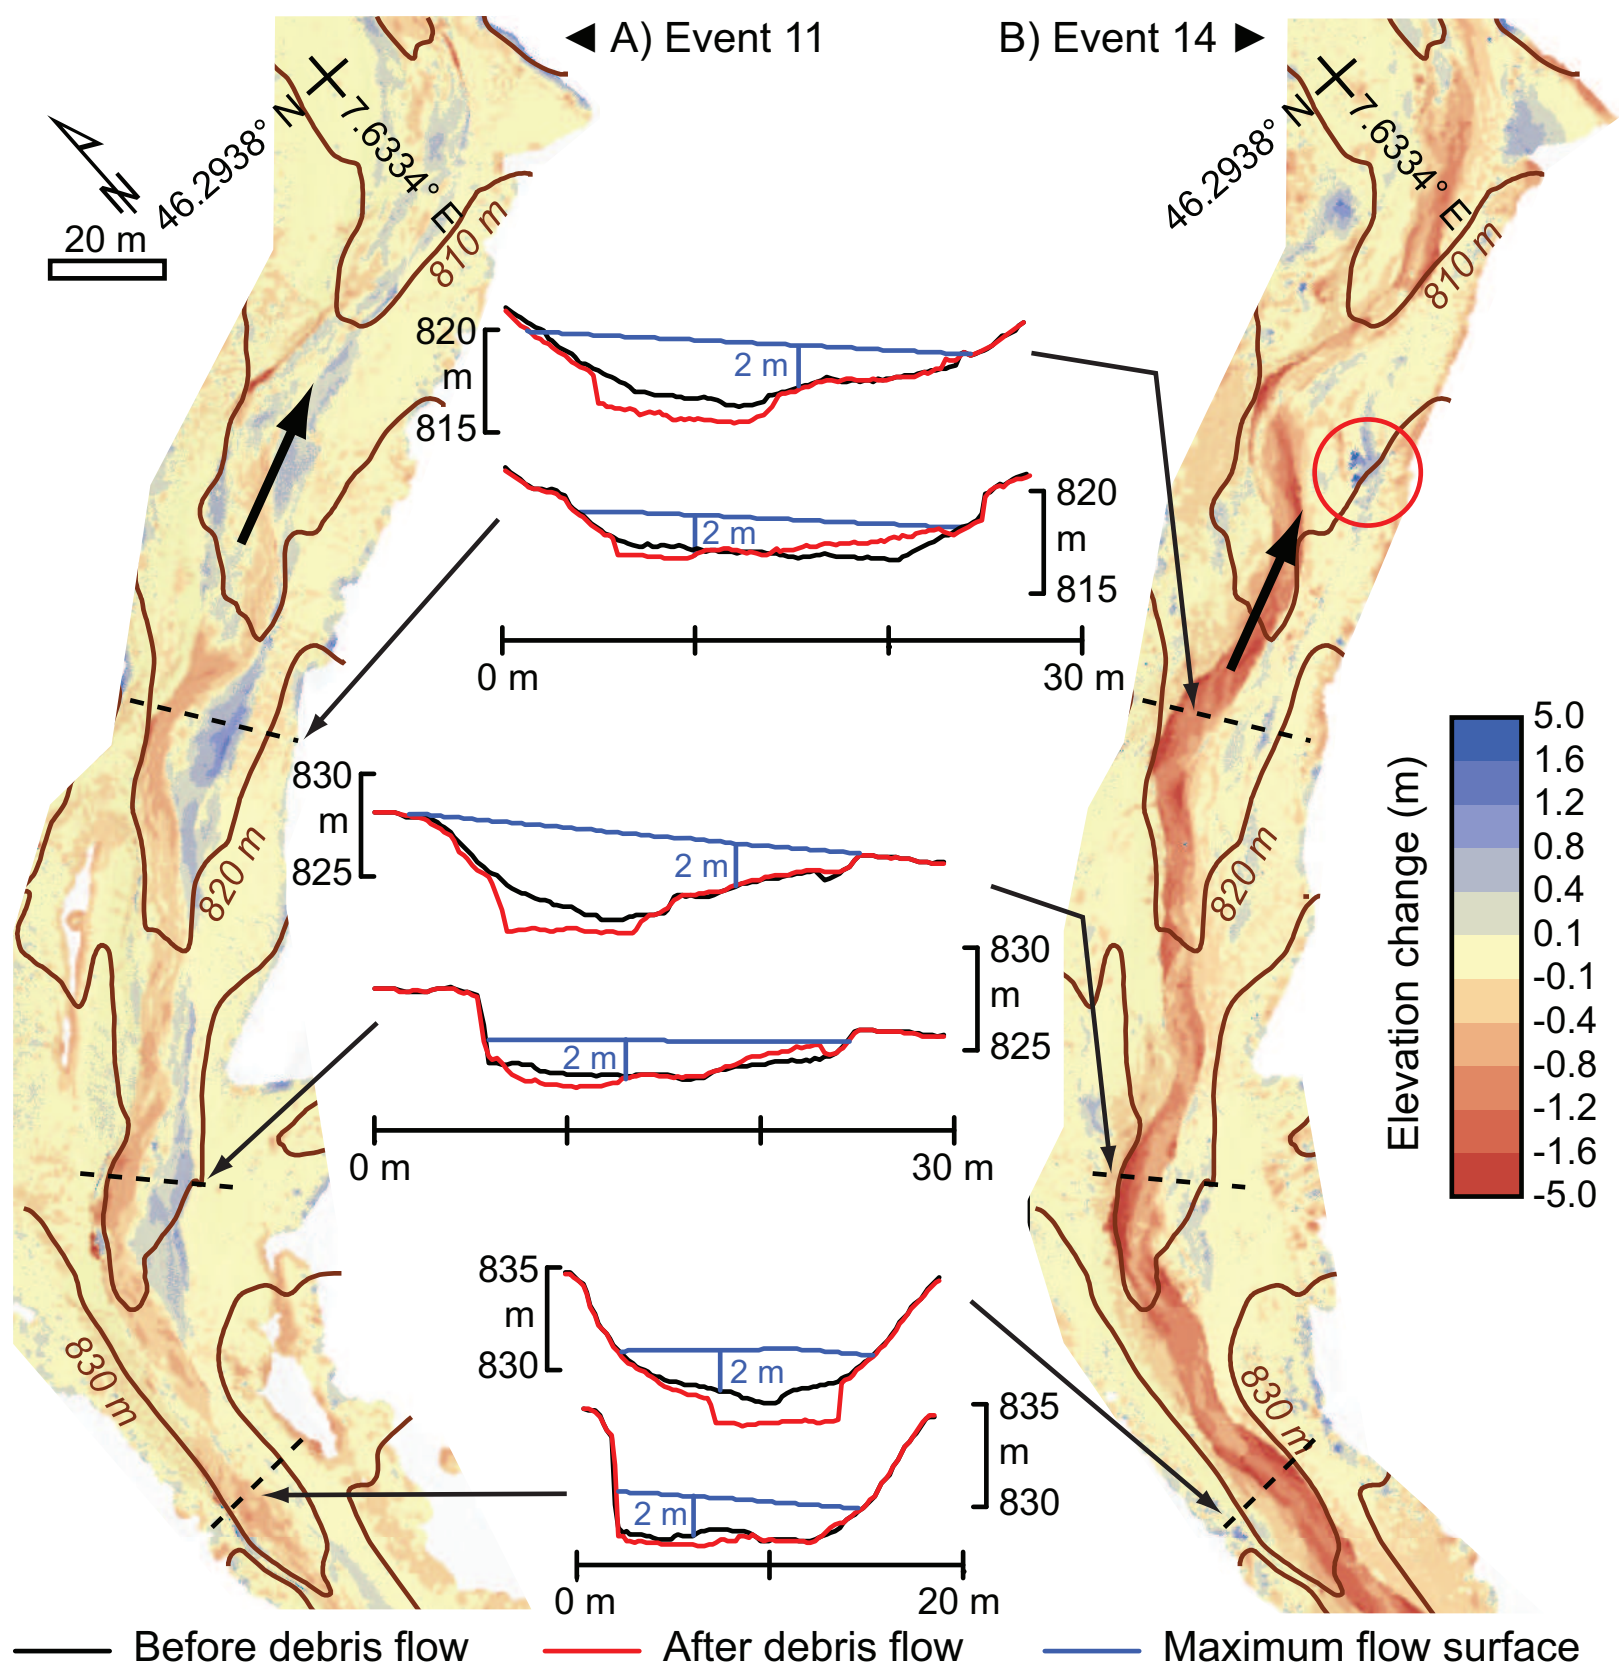 ◄ A) Event 11
B) Event 14 ►
46.2938° N
7.6334° E
N
20 m
810 m
820 m
830 m
46.2938° N
7.6334° E
810 m
820 m
830 m
820
m
815
2 m
820
m
815
2 m
0 m
30 m
830
m
825
2 m
830
m
825
2 m
0 m
30 m
835
m
830
2 m
835
m
830
2 m
0 m
20 m
Elevation change (m)
5.0
1.6
1.2
0.8
0.4
0.1
-0.1
-0.4
-0.8
-1.2
-1.6
-5.0
Before debris flow
After debris flow
Maximum flow surface